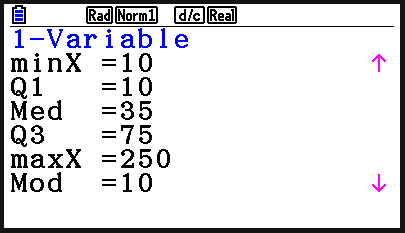 Rad Norm1 d/c Real
1-Variable
minX =10
Q1 =10
Med =35
Q3 =75
maxX =250
Mod =10